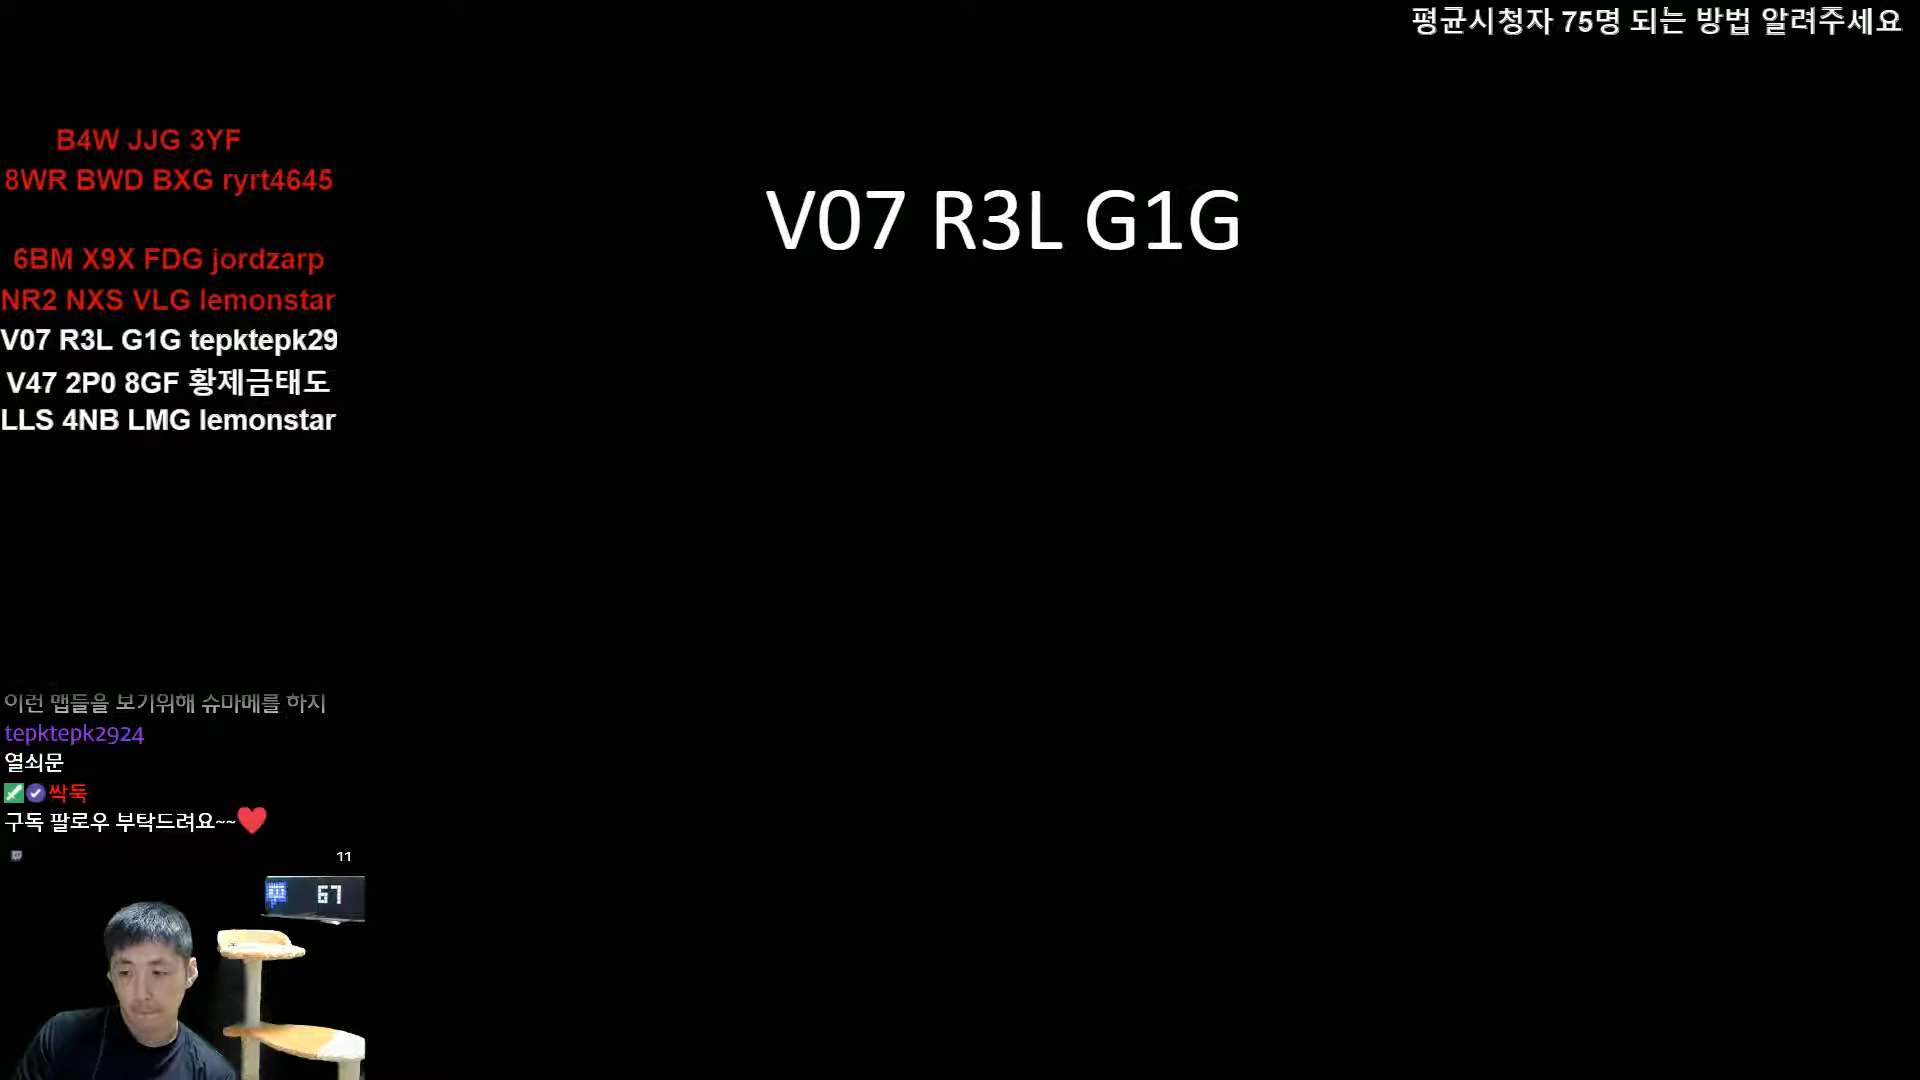 평균시청자 75명 되는 방법 알려주세요
B4W JJG 3YF
8WR BWD BXG ryrt4645
6BM X9X FDG jordzarp
NR2 NXS VLG lemonstar
V07 R3L G1G tepktepk29
V47 2P0 8GF 황제금태도
LLS 4NB LMG lemonstar
V07 R3L G1G
이런 맵들을 보기위해 슈마메를 하지
tepktepk2924
열쇠문
싹둑
구독 팔로우 부탁드려요~~❤
11
67